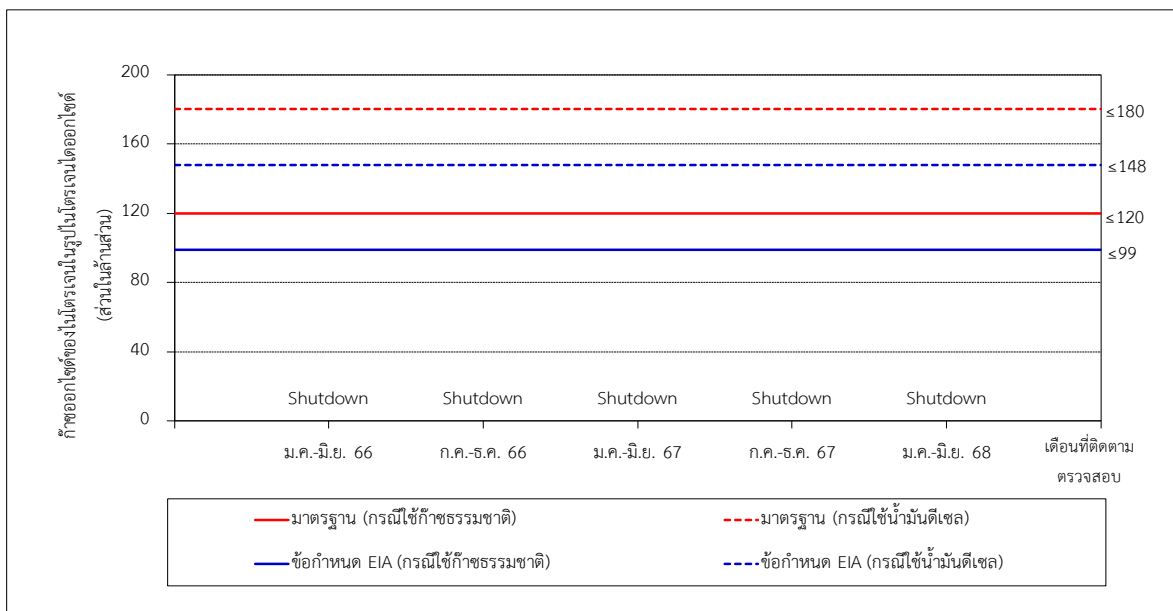 ก๊าซออกไซด์ของไนโตรเจนในรูปไนโตรเจนไดออกไซด์
(ส่วนในล้านส่วน)
200
160
120
80
40
0
≤180
≤148
≤120
≤99
Shutdown Shutdown Shutdown Shutdown Shutdown
ม.ค.-มิ.ย. 66 ก.ค.-ธ.ค. 66 ม.ค.-มิ.ย. 67 ก.ค.-ธ.ค. 67 ม.ค.-มิ.ย. 68
เดือนที่ติดตาม
ตรวจสอบ
มาตรฐาน (กรณีใช้ก๊าซธรรมชาติ) มาตรฐาน (กรณีใช้น้ำมันดีเซล)
ข้อกำหนด EIA (กรณีใช้ก๊าซธรรมชาติ) ข้อกำหนด EIA (กรณีใช้น้ำมันดีเซล)